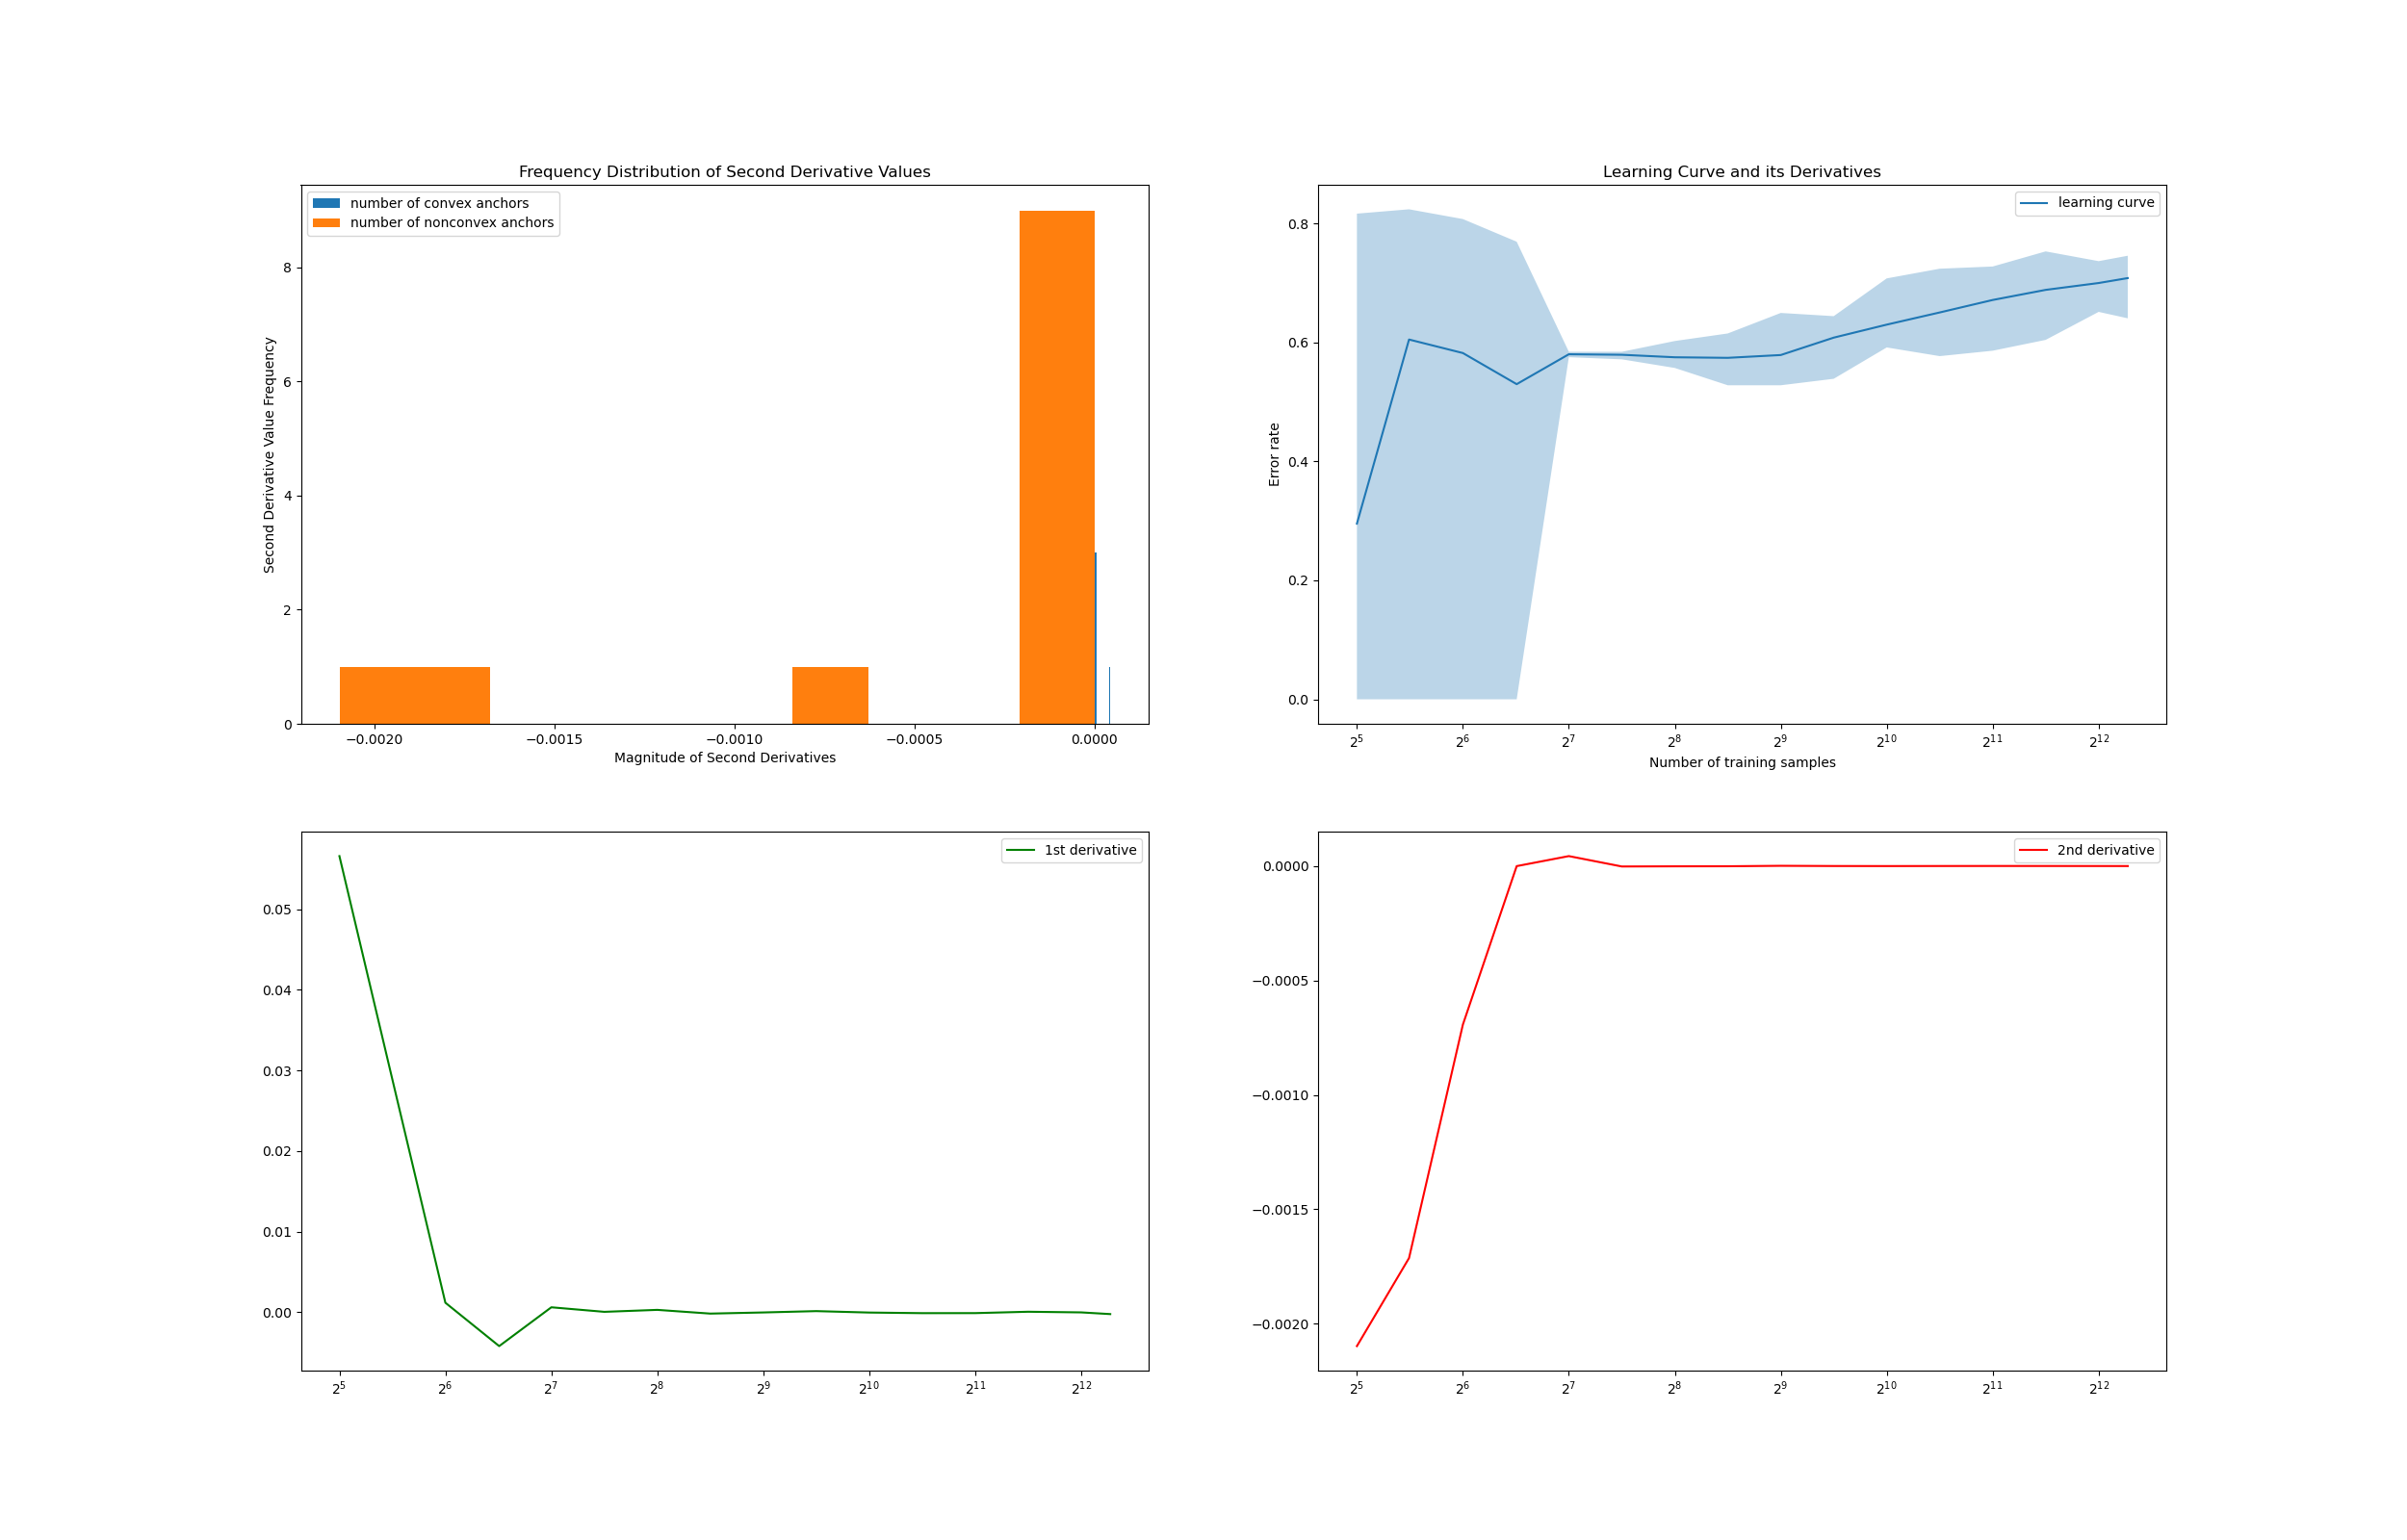 Frequency Distribution of Second Derivative Values
number of convex anchors
number of nonconvex anchors
Second Derivative Value Frequency
8
6
4
2
0
−0.0020 −0.0015 −0.0010 −0.0005 0.0000
Magnitude of Second Derivatives
Learning Curve and its Derivatives
learning curve
Error rate
0.8
0.6
0.4
0.2
0.0
2^5 2^6 2^7 2^8 2^9 2^10 2^11 2^12
Number of training samples
1st derivative
0.05
0.04
0.03
0.02
0.01
0.00
2^5 2^6 2^7 2^8 2^9 2^10 2^11 2^12
2nd derivative
0.0000
−0.0005
−0.0010
−0.0015
−0.0020
2^5 2^6 2^7 2^8 2^9 2^10 2^11 2^12